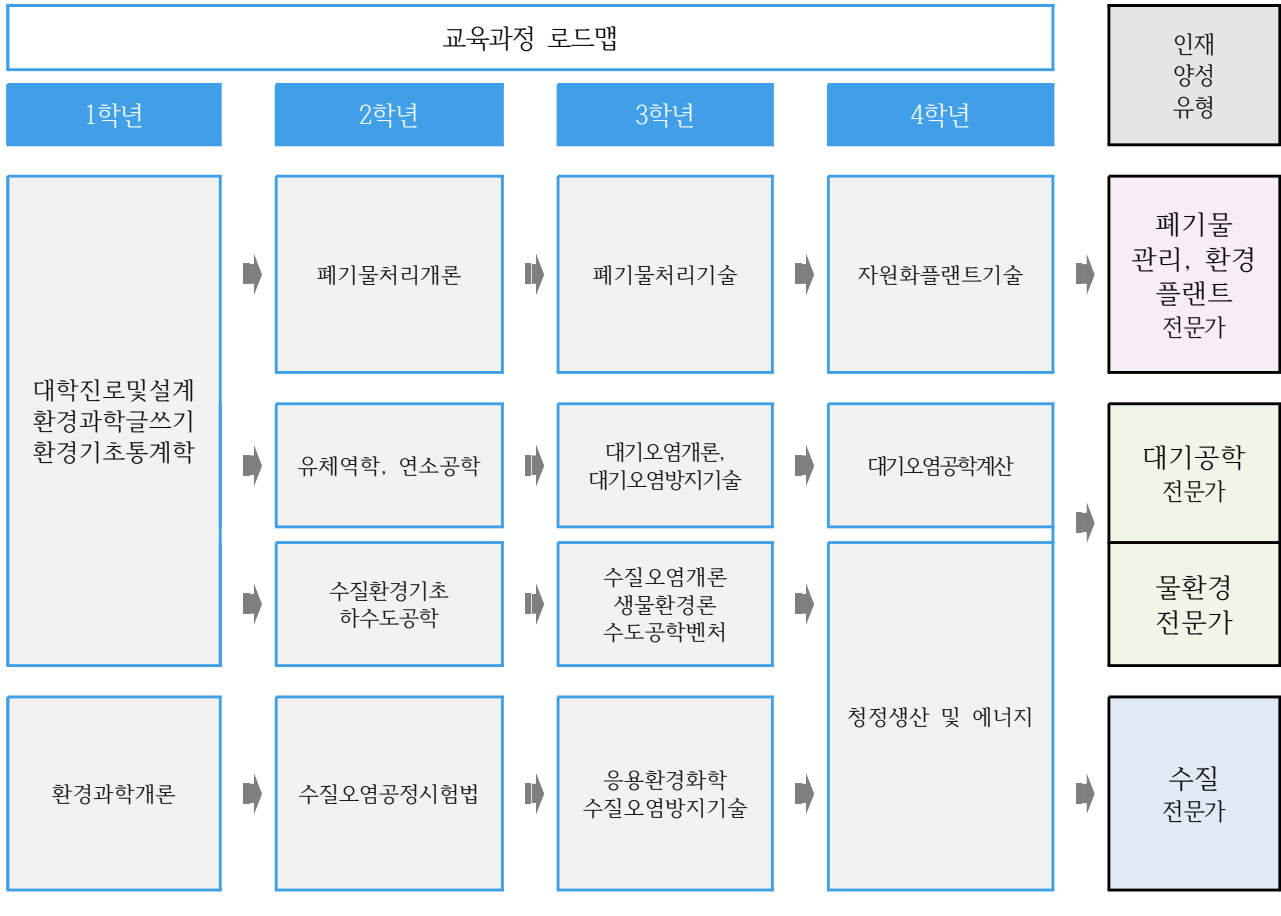 교육과정 로드맵
인재
양성
유형
1학년
2학년
3학년
4학년
대학진로및설계
환경과학글쓰기
환경기초통계학
폐기물처리개론
폐기물처리기술
자원화플랜트기술
폐기물
관리, 환경
플랜트
전문가
유체역학, 연소공학
대기오염개론,
대기오염방지기술
대기오염공학계산
대기공학
전문가
수질환경기초
하수도공학
수질오염개론
생물환경론
수도공학벤처
물환경
전문가
환경과학개론
수질오염공정시험법
응용환경화학
수질오염방지기술
청정생산 및 에너지
수질
전문가